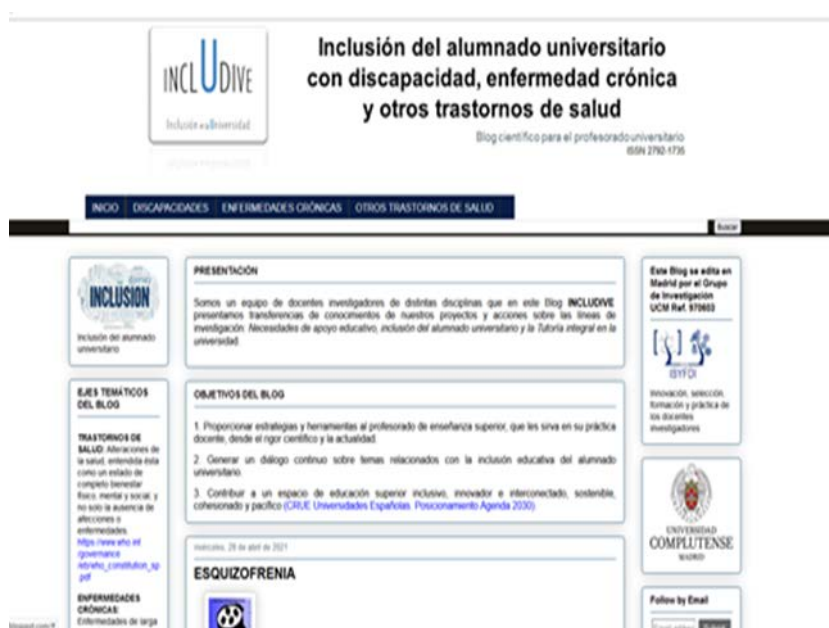 INCLUDIVE
Inclusión en la Universidad
Inclusión del alumnado universitario
con discapacidad, enfermedad crónica
y otros trastornos de salud
Blog científico para el profesorado universitario
ISSN 2792-1735
INICIO DISCAPACIDADES ENFERMEDADES CRÓNICAS OTROS TRASTORNOS DE SALUD
Buscar
INCLUSION
Inclusión del alumnado
universitario
EJES TEMÁTICOS
DEL BLOG
TRASTORNOS DE
SALUD: Alteraciones de
la salud, entendida ésta
como un estado de
completo bienestar
físico, mental y social, y
no solo la ausencia de
afecciones o
enfermedades.
https://www.who.int
/governance
/eb/who_constitution_sp
.pdf
ENFERMEDADES
CRÓNICAS:
Enfermedades de larga
PRESENTACIÓN
Somos un equipo de docentes investigadores de distintas disciplinas que en este Blog INCLUDIVE
presentamos transferencias de conocimientos de nuestros proyectos y acciones sobre las líneas de
investigación: Necesidades de apoyo educativo, inclusión del alumnado universitario y la Tutoría integral en la
universidad.
OBJETIVOS DEL BLOG
1. Proporcionar estrategias y herramientas al profesorado de enseñanza superior, que les sirva en su práctica
docente, desde el rigor científico y la actualidad.
2. Generar un diálogo continuo sobre temas relacionados con la inclusión educativa del alumnado
universitario.
3. Contribuir a un espacio de educación superior inclusivo, innovador e interconectado, sostenible,
cohesionado y pacífico (CRUE Universidades Españolas. Posicionamiento Agenda 2030).
miércoles, 28 de abril de 2021
ESQUIZOFRENIA
Este Blog se edita en
Madrid por el Grupo
de Investigación
UCM Ref. 970603
ISYFDI
Innovación, selección,
formación y práctica de
los docentes
investigadores
UNIVERSIDAD
COMPLUTENSE
MADRID
Follow by Email
Submit